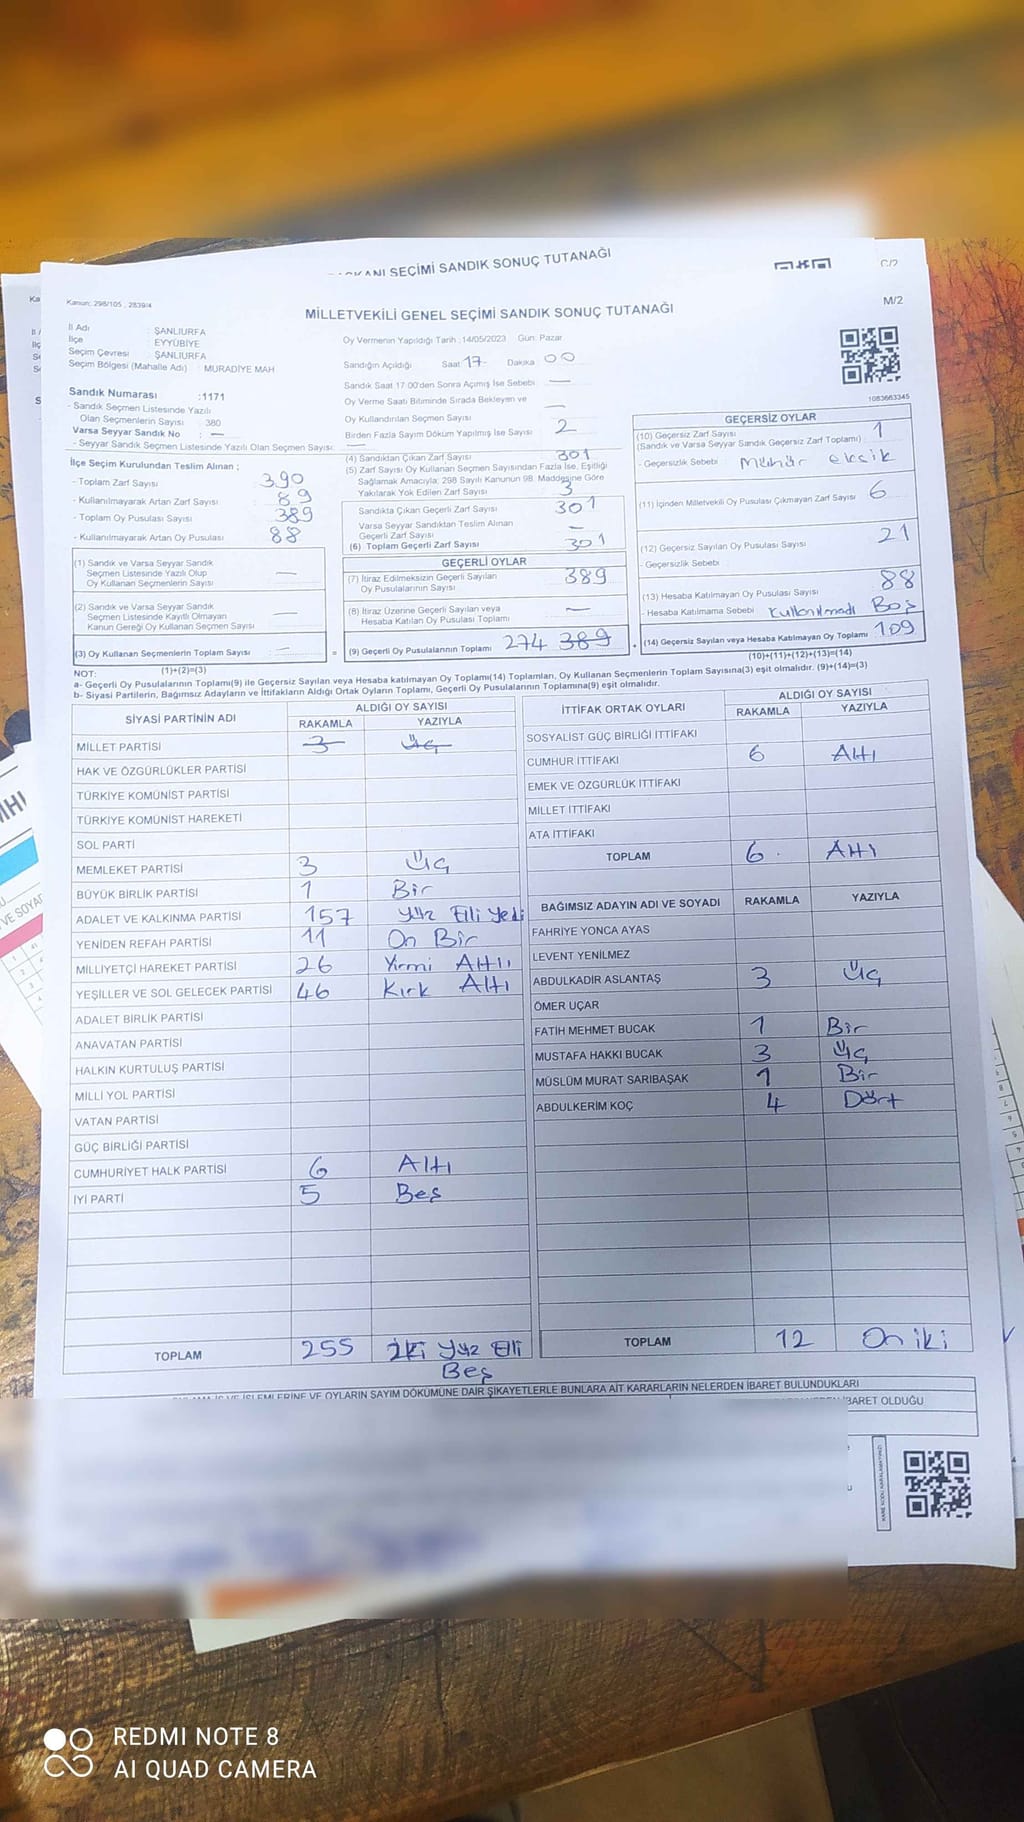 BAŞKANI SEÇİMİ SANDIK SONUÇ TUTANAĞI
C/2
Kanun: 298/105 , 2839/4
MİLLETVEKİLİ GENEL SEÇİMİ SANDIK SONUÇ TUTANAĞI
M/2
İl Adı : ŞANLIURFA
İlçe : EYYÜBİYE
Seçim Çevresi : ŞANLIURFA
Seçim Bölgesi (Mahalle Adı) : MURADİYE MAH
Sandık Numarası :1171
- Sandık Seçmen Listesinde Yazılı
Olan Seçmenlerin Sayısı : 380
Varsa Seyyar Sandık No : —
- Seyyar Sandık Seçmen Listesinde Yazılı Olan Seçmen Sayısı:
İlçe Seçim Kurulundan Teslim Alınan ;
- Toplam Zarf Sayısı : 390
- Kullanılmayarak Artan Zarf Sayısı : 89
- Toplam Oy Pusulası Sayısı : 389
- Kullanılmayarak Artan Oy Pusulası : 88
(1) Sandık ve Varsa Seyyar Sandık
Seçmen Listesinde Yazılı Olup
Oy Kullanan Seçmenlerin Sayısı —
(2) Sandık ve Varsa Seyyar Sandık
Seçmen Listesinde Kayıtlı Olmayan
Kanun Gereği Oy Kullanan Seçmen Sayısı —
(3) Oy Kullanan Seçmenlerin Toplam Sayısı —
(1)+(2)=(3)
Oy Vermenin Yapıldığı Tarih :14/05/2023 Gün: Pazar
Sandığın Açıldığı Saat 17 Dakika 00
Sandık Saat 17:00'den Sonra Açımış İse Sebebi —
Oy Verme Saati Bitiminde Sırada Bekleyen ve
Oy Kullandırılan Seçmen Sayısı —
Birden Fazla Sayım Döküm Yapılmış İse Sayısı 2
(4) Sandıktan Çıkan Zarf Sayısı 301
(5) Zarf Sayısı Oy Kullanan Seçmen Sayısından Fazla İse, Eşitliği
Sağlamak Amacıyla; 298 Sayılı Kanunun 98. Maddesine Göre
Yakılarak Yok Edilen Zarf Sayısı 3
Sandıkta Çıkan Geçerli Zarf Sayısı 301
Varsa Seyyar Sandıktan Teslim Alınan
Geçerli Zarf Sayısı —
(6) Toplam Geçerli Zarf Sayısı 301
GEÇERLİ OYLAR
(7) İtiraz Edilmeksizin Geçerli Sayılan
Oy Pusulalarının Sayısı 389
(8) İtiraz Üzerine Geçerli Sayılan veya
Hesaba Katılan Oy Pusulası Toplamı —
= (9) Geçerli Oy Pusulalarının Toplamı 274 389
1083663345
GEÇERSİZ OYLAR
(10) Geçersiz Zarf Sayısı 1
(Sandık ve Varsa Seyyar Sandık Geçersiz Zarf Toplamı)
- Geçersizlik Sebebi : Mühür eksik
(11) İçinden Milletvekili Oy Pusulası Çıkmayan Zarf Sayısı 6
(12) Geçersiz Sayılan Oy Pusulası Sayısı 21
- Geçersizlik Sebebi
(13) Hesaba Katılmayan Oy Pusulası Sayısı 88
- Hesaba Katılmama Sebebi Kullanılmadı Boş
(14) Geçersiz Sayılan veya Hesaba Katılmayan Oy Toplamı 109
(10)+(11)+(12)+(13)=(14)
NOT:
a- Geçerli Oy Pusulalarının Toplamı(9) ile Geçersiz Sayılan veya Hesaba katılmayan Oy Toplamı(14) Toplamları, Oy Kullanan Seçmenlerin Toplam Sayısına(3) eşit olmalıdır. (9)+(14)=(3)
b- Siyasi Partilerin, Bağımsız Adayların ve İttifakların Aldığı Ortak Oyların Toplamı, Geçerli Oy Pusulalarının Toplamına(9) eşit olmalıdır.
SİYASİ PARTİNİN ADI ALDIĞI OY SAYISI
RAKAMLA YAZIYLA
MİLLET PARTİSİ 3 Üç
HAK VE ÖZGÜRLÜKLER PARTİSİ
TÜRKİYE KOMÜNİST PARTİSİ
TÜRKİYE KOMÜNİST HAREKETİ
SOL PARTİ
MEMLEKET PARTİSİ 3 Üç
BÜYÜK BİRLİK PARTİSİ 1 Bir
ADALET VE KALKINMA PARTİSİ 157 Yüz Elli Yedi
YENİDEN REFAH PARTİSİ 11 On Bir
MİLLİYETÇİ HAREKET PARTİSİ 26 Yirmi Altı
YEŞİLLER VE SOL GELECEK PARTİSİ 46 Kırk Altı
ADALET BİRLİK PARTİSİ
ANAVATAN PARTİSİ
HALKIN KURTULUŞ PARTİSİ
MİLLİ YOL PARTİSİ
VATAN PARTİSİ
GÜÇ BİRLİĞİ PARTİSİ
CUMHURİYET HALK PARTİSİ 6 Altı
İYİ PARTİ 5 Beş
TOPLAM 255 İki Yüz Elli
Beş
İTTİFAK ORTAK OYLARI ALDIĞI OY SAYISI
RAKAMLA YAZIYLA
SOSYALİST GÜÇ BİRLİĞİ İTTİFAKI
CUMHUR İTTİFAKI 6 Altı
EMEK VE ÖZGÜRLÜK İTTİFAKI
MİLLET İTTİFAKI
ATA İTTİFAKI
TOPLAM 6 Altı
BAĞIMSIZ ADAYIN ADI VE SOYADI RAKAMLA YAZIYLA
FAHRİYE YONCA AYAS
LEVENT YENİLMEZ
ABDULKADİR ASLANTAŞ 3 Üç
ÖMER UÇAR
FATİH MEHMET BUCAK 1 Bir
MUSTAFA HAKKI BUCAK 3 Üç
MÜSLÜM MURAT SARIBAŞAK 1 Bir
ABDULKERİM KOÇ 4 Dört
TOPLAM 12 On iki
İŞLEMLERİNE VE OYLARIN SAYIM DÖKÜMÜNE DAİR ŞİKAYETLERLE BUNLARA AİT KARARLARIN NELERDEN İBARET BULUNDUKLARI
İBARET OLDUĞU
REDMI NOTE 8
AI QUAD CAMERA